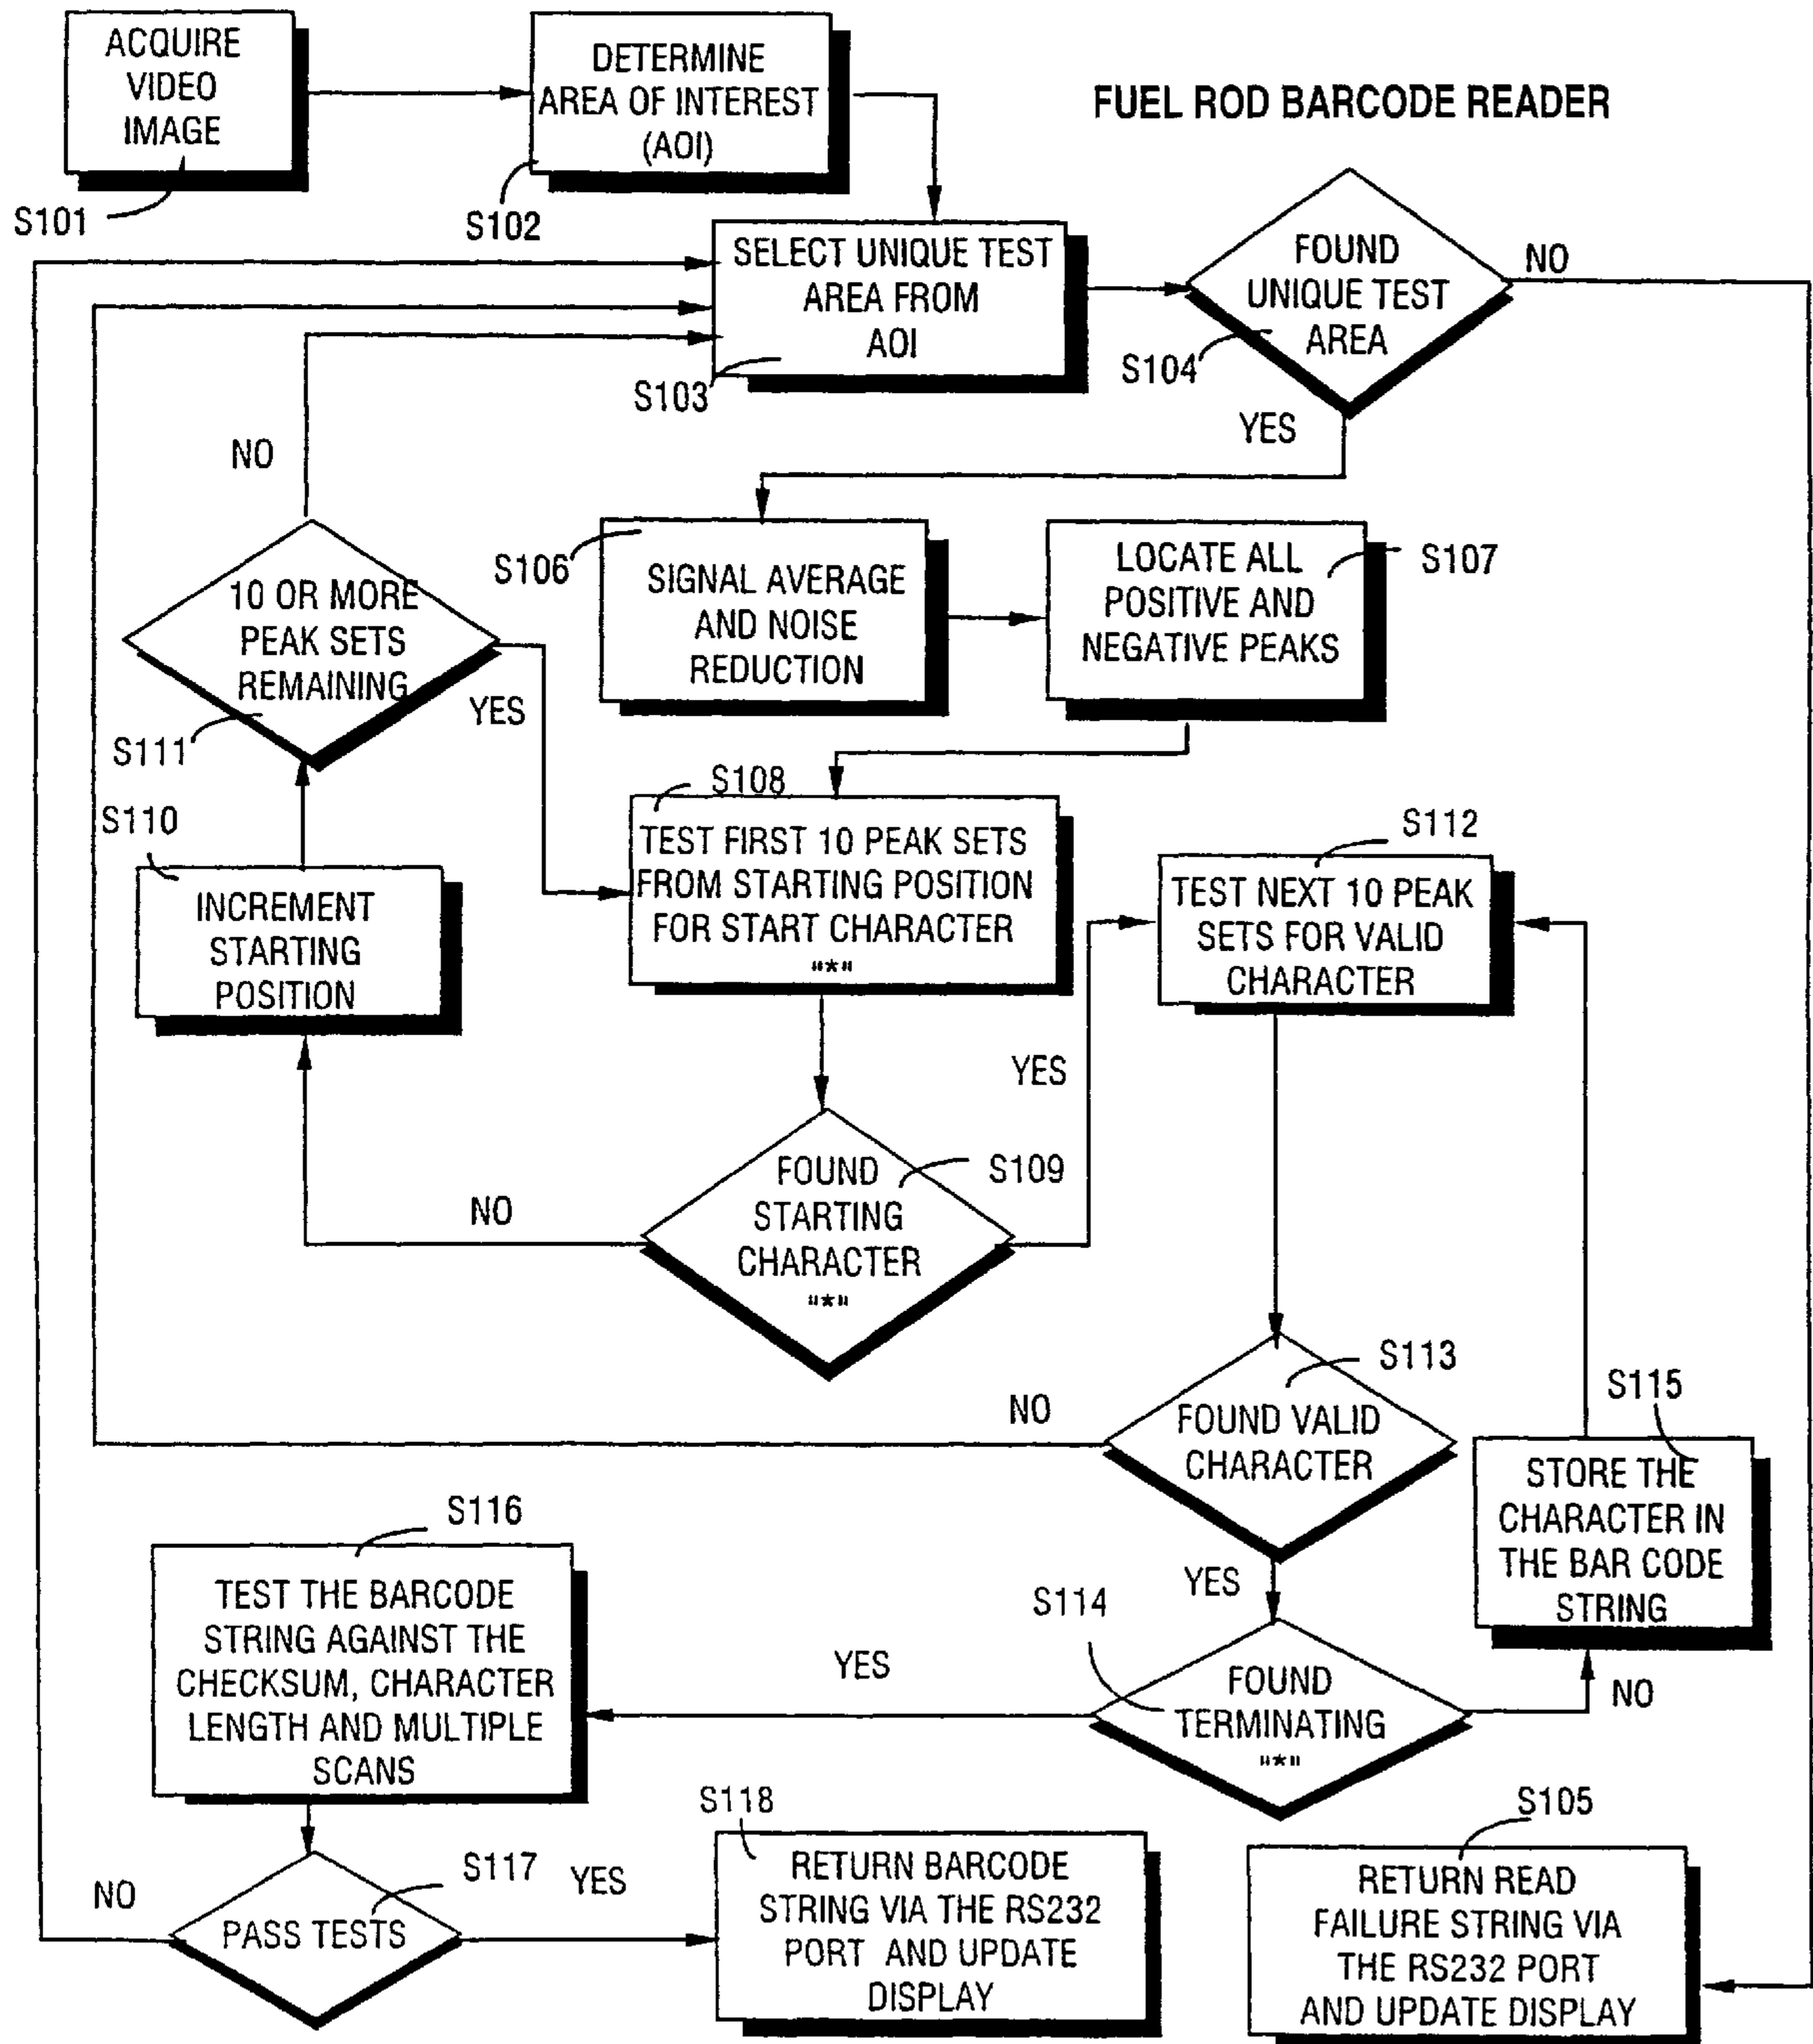 ACQUIRE
VIDEO
IMAGE
S101
DETERMINE
AREA OF INTEREST
(AOI)
S102
FUEL ROD BARCODE READER
SELECT UNIQUE TEST
AREA FROM
AOI
S103
FOUND
UNIQUE TEST
AREA
S104
NO
YES
NO
10 OR MORE
PEAK SETS
REMAINING
S111
YES
S106
SIGNAL AVERAGE
AND NOISE
REDUCTION
LOCATE ALL
POSITIVE AND
NEGATIVE PEAKS
S107
S108
TEST FIRST 10 PEAK SETS
FROM STARTING POSITION
FOR START CHARACTER
"*"
S110
INCREMENT
STARTING
POSITION
S112
TEST NEXT 10 PEAK
SETS FOR VALID
CHARACTER
YES
FOUND
STARTING
CHARACTER
"*"
S109
NO
S113
FOUND VALID
CHARACTER
NO
YES
S115
STORE THE
CHARACTER IN
THE BAR CODE
STRING
S116
TEST THE BARCODE
STRING AGAINST THE
CHECKSUM, CHARACTER
LENGTH AND MULTIPLE
SCANS
YES
S114
FOUND
TERMINATING
"*"
NO
S117
PASS TESTS
NO
YES
S118
RETURN BARCODE
STRING VIA THE RS232
PORT AND UPDATE
DISPLAY
S105
RETURN READ
FAILURE STRING VIA
THE RS232 PORT
AND UPDATE DISPLAY